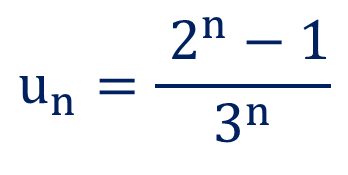 uₙ = (2ⁿ − 1) / 3ⁿ